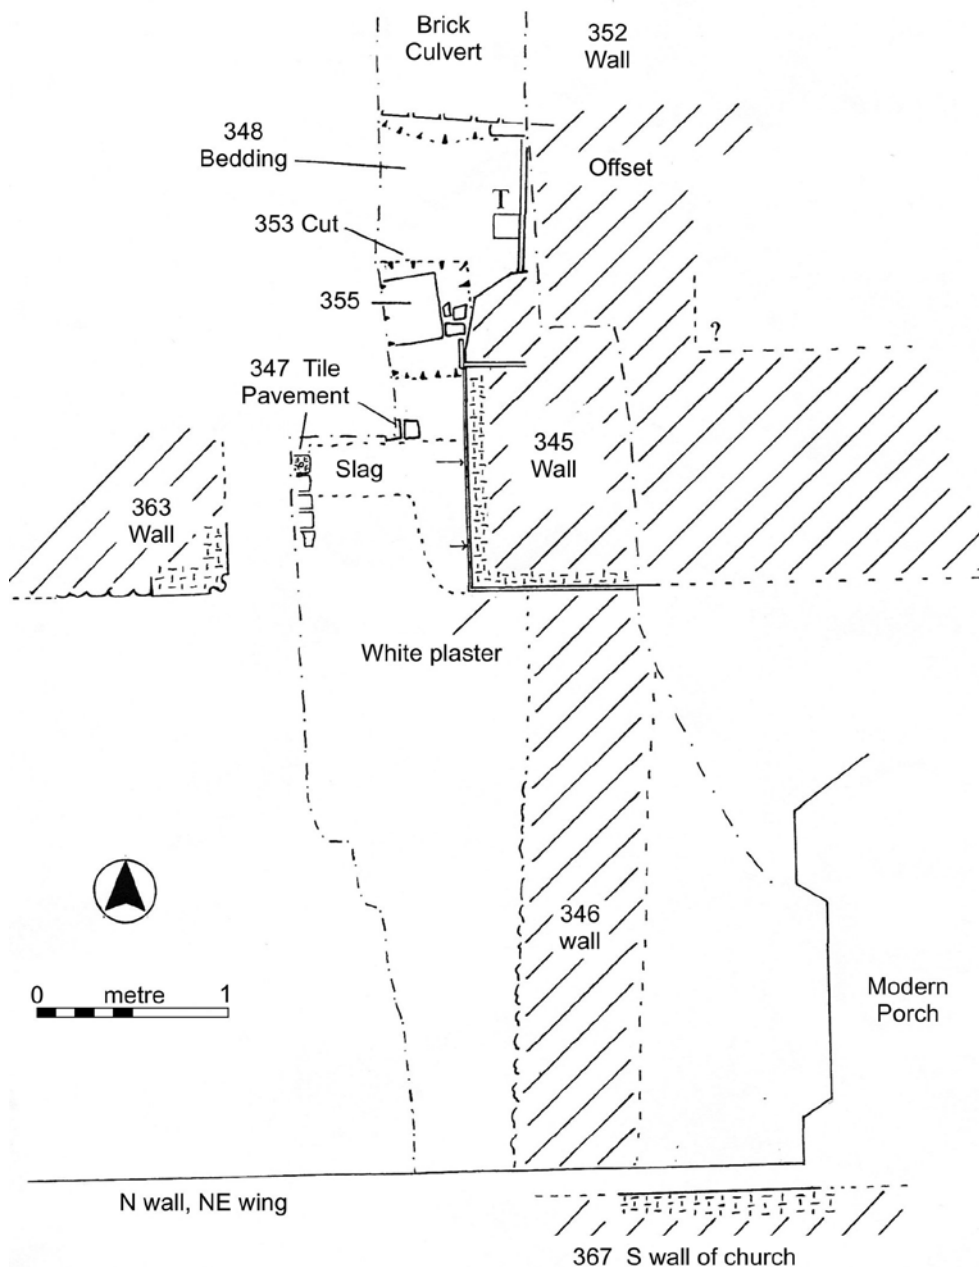 Brick
Culvert
352
Wall
348
Bedding
Offset
T
353 Cut
355
?
347 Tile
Pavement
345
Wall
Slag
363
Wall
White plaster
346
wall
0 metre 1
Modern
Porch
N wall, NE wing
367 S wall of church